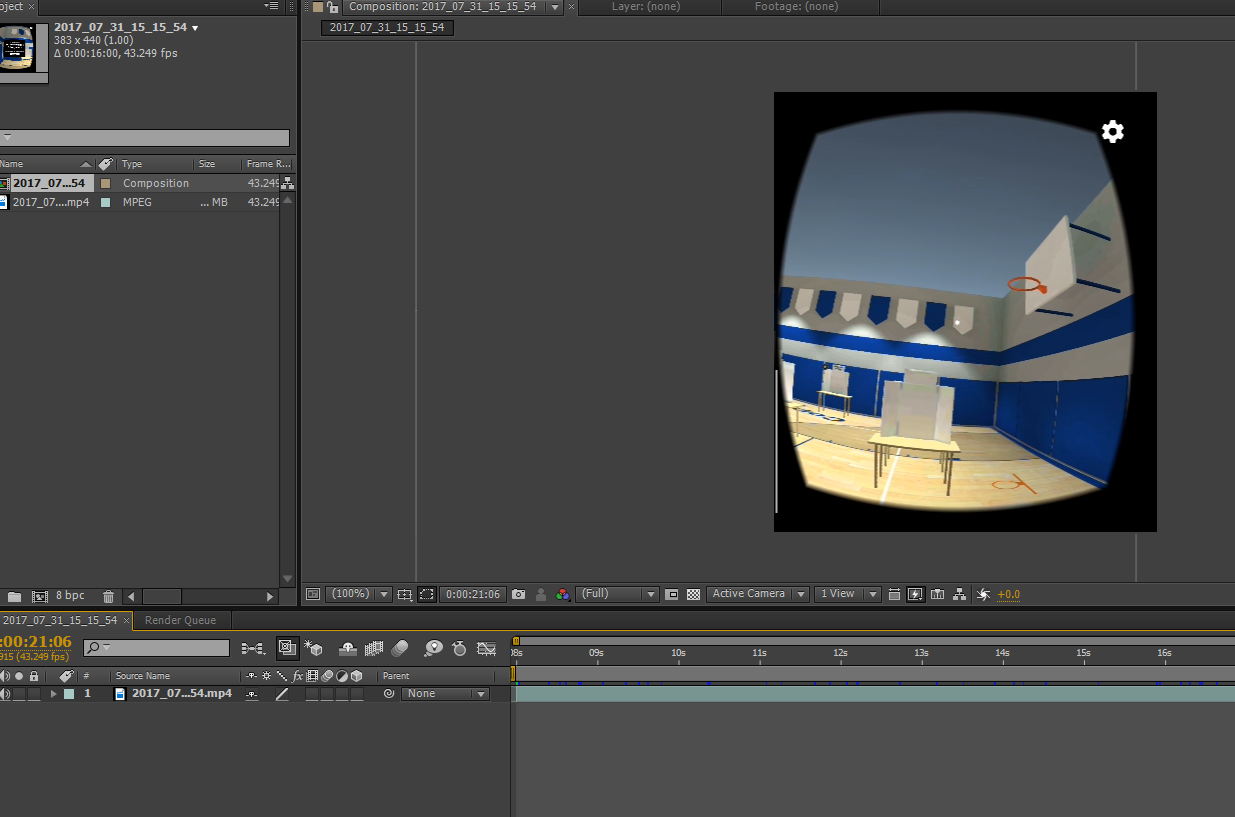 oject ×
Composition: 2017_07_31_15_15_54 ×
Layer: (none)
Footage: (none)
2017_07_31_15_15_54
2017_07_31_15_15_54
383 x 440 (1.00)
Δ 0:00:16:00, 43.249 fps
Name Type Size Frame R...
2017_07...54 Composition 43.249
2017_07....mp4 MPEG ... MB 43.249
8 bpc
(100%) 0:00:21:06 (Full) Active Camera 1 View +0.0
2017_07_31_15_15_54 × Render Queue
:00:21:06
915 (43.249 fps)
08s 09s 10s 11s 12s 13s 14s 15s 16s
# Source Name fx Parent
1 2017_07...54.mp4 None